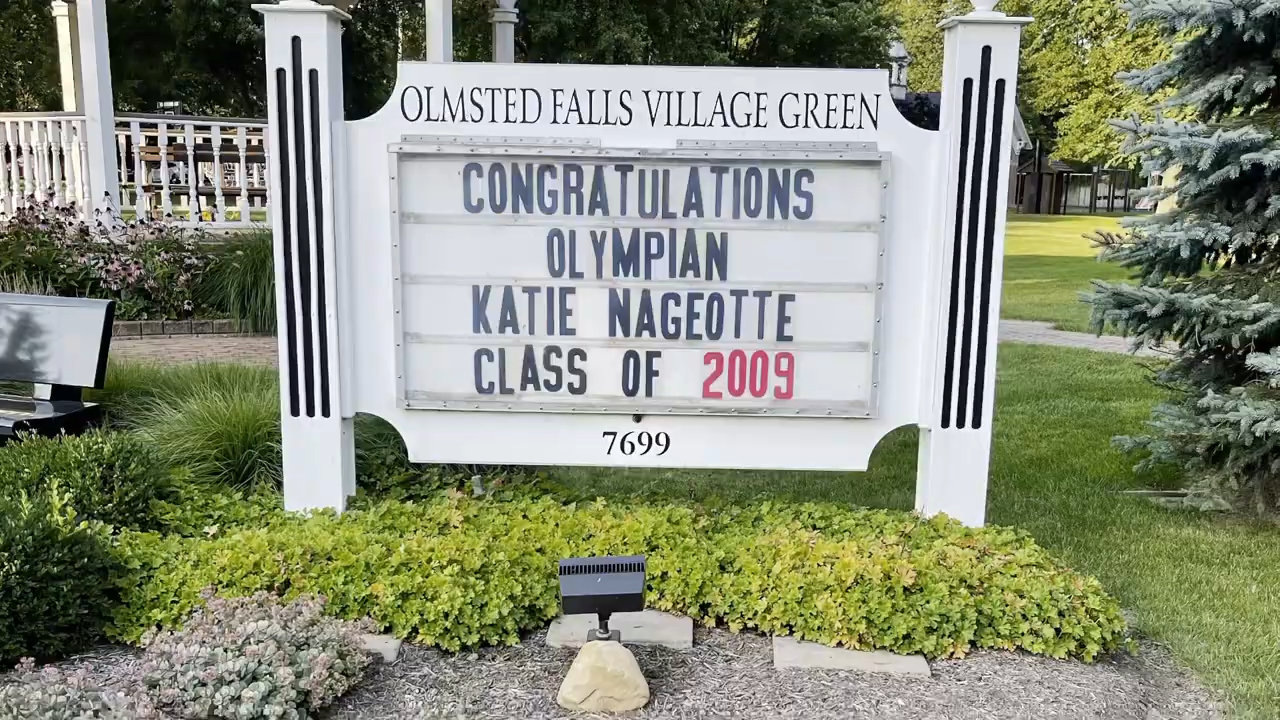 OLMSTED FALLS VILLAGE GREEN
CONGRATULATIONS
OLYMPIAN
KATIE NAGEOTTE
CLASS OF 2009
7699